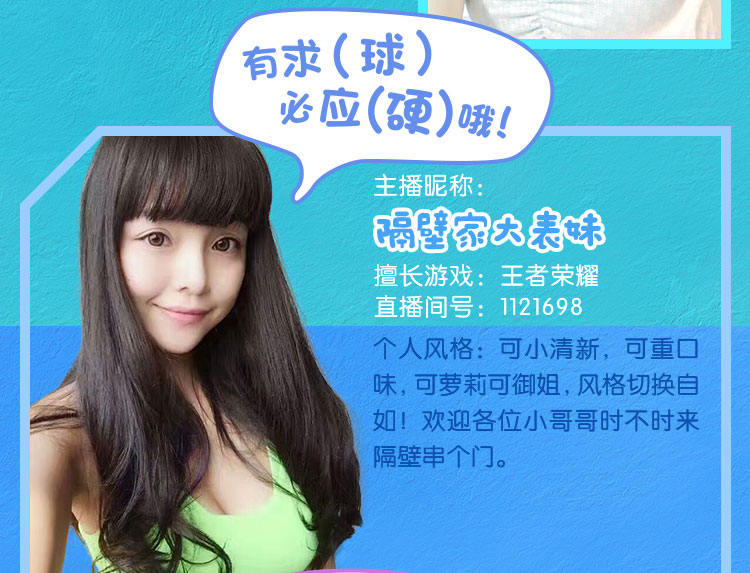 有求(球)
必应(硬)哦!
主播昵称:
隔壁家大表妹
擅长游戏:王者荣耀
直播间号:1121698
个人风格:可小清新,可重口
味,可萝莉可御姐,风格切换自
如!欢迎各位小哥哥时不时来
隔壁串个门。